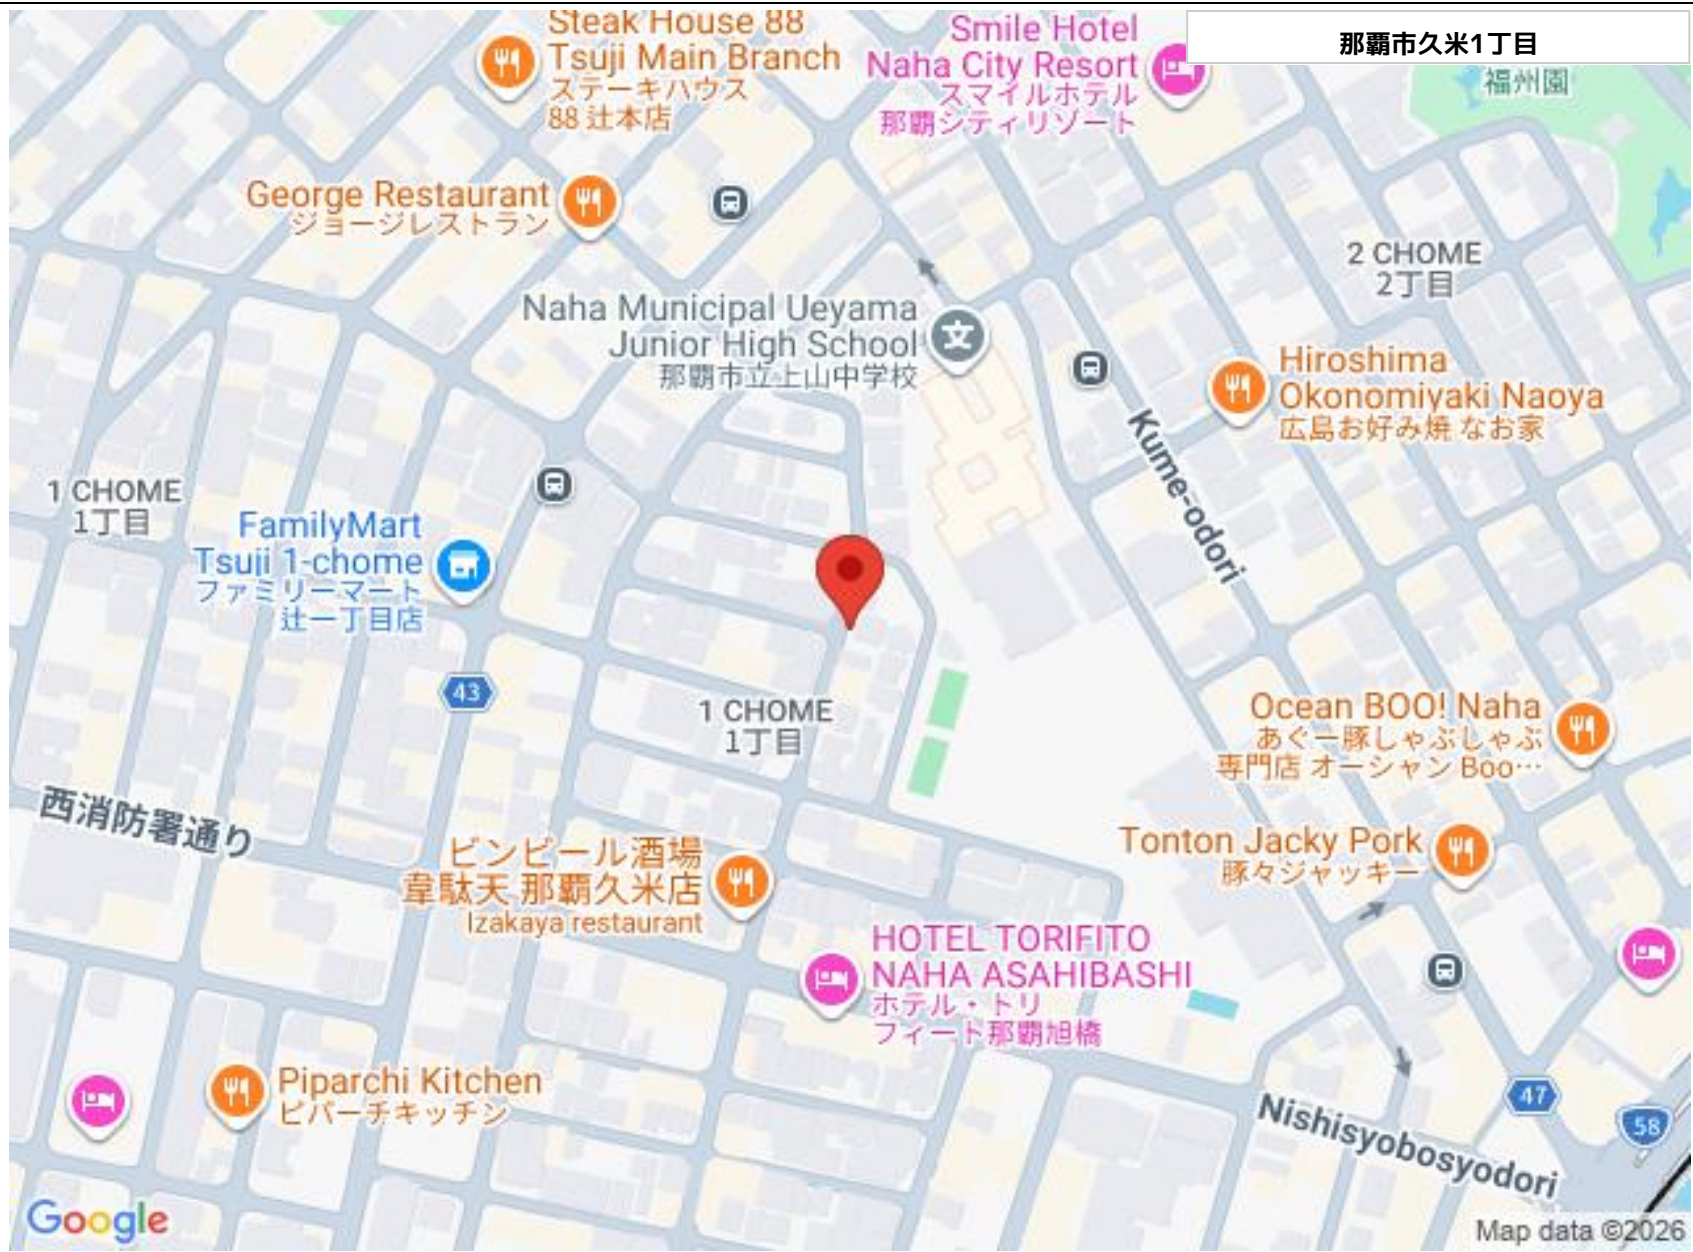 Steak House 88
Tsuji Main Branch
ステーキハウス
88 辻本店
Smile Hotel
Naha City Resort
スマイルホテル
那覇シティリゾート
那覇市久米1丁目
福州園
George Restaurant
ジョージレストラン
2 CHOME
2丁目
Naha Municipal Ueyama
Junior High School
那覇市立上山中学校
文
Hiroshima
Okonomiyaki Naoya
広島お好み焼 なお家
Kume-odori
1 CHOME
1丁目
FamilyMart
Tsuji 1-chome
ファミリーマート
辻一丁目店
43
1 CHOME
1丁目
Ocean BOO! Naha
あぐー豚しゃぶしゃぶ
専門店 オーシャン Boo…
西消防署通り
ビンビール酒場
韋駄天 那覇久米店
Izakaya restaurant
Tonton Jacky Pork
豚々ジャッキー
HOTEL TORIFITO
NAHA ASAHIBASHI
ホテル・トリ
フィート那覇旭橋
Piparchi Kitchen
ピパーチキッチン
47
58
Nishisyobosyodori
Google
Map data ©2026